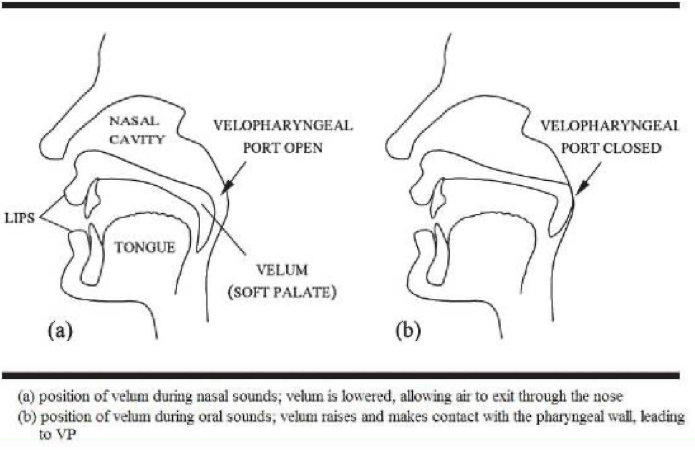 NASAL
CAVITY
VELOPHARYNGEAL
PORT OPEN
LIPS
TONGUE
VELUM
(SOFT PALATE)
(a)
VELOPHARYNGEAL
PORT CLOSED
(b)
(a) position of velum during nasal sounds; velum is lowered, allowing air to exit through the nose
(b) position of velum during oral sounds; velum raises and makes contact with the pharyngeal wall, leading
to VP